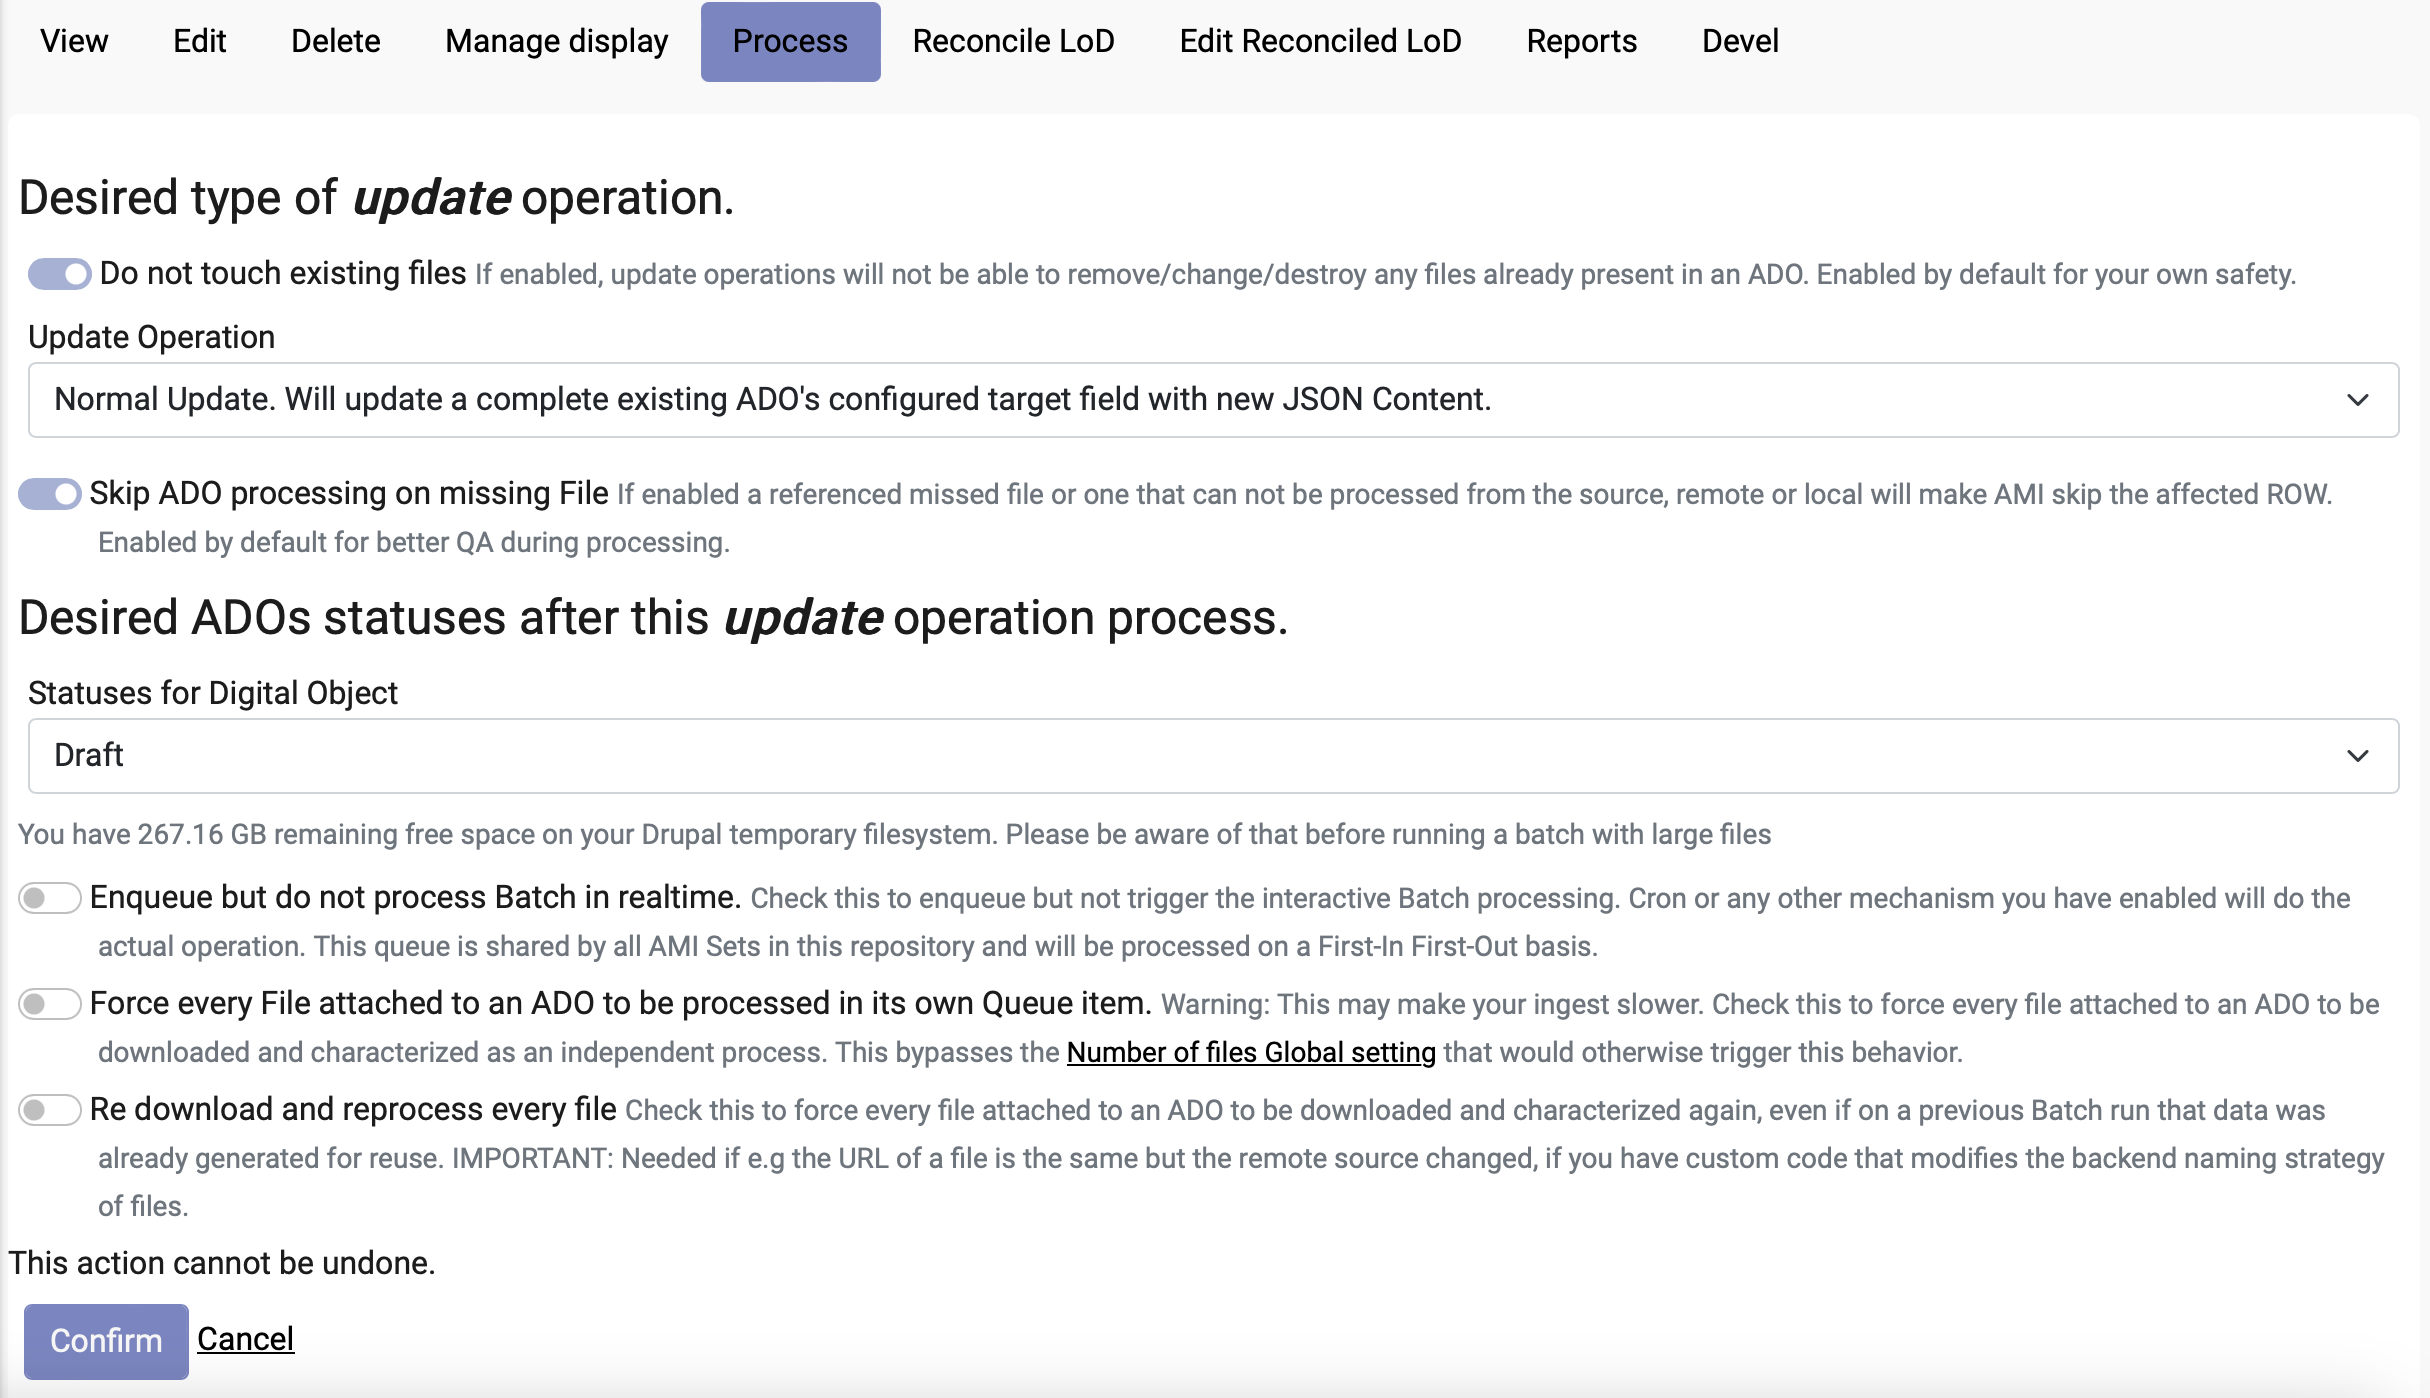 View Edit Delete Manage display Process Reconcile LoD Edit Reconciled LoD Reports Devel
Desired type of update operation.
Do not touch existing files If enabled, update operations will not be able to remove/change/destroy any files already present in an ADO. Enabled by default for your own safety.
Update Operation
Normal Update. Will update a complete existing ADO's configured target field with new JSON Content.
Skip ADO processing on missing File If enabled a referenced missed file or one that can not be processed from the source, remote or local will make AMI skip the affected ROW.
Enabled by default for better QA during processing.
Desired ADOs statuses after this update operation process.
Statuses for Digital Object
Draft
You have 267.16 GB remaining free space on your Drupal temporary filesystem. Please be aware of that before running a batch with large files
Enqueue but do not process Batch in realtime. Check this to enqueue but not trigger the interactive Batch processing. Cron or any other mechanism you have enabled will do the
actual operation. This queue is shared by all AMI Sets in this repository and will be processed on a First-In First-Out basis.
Force every File attached to an ADO to be processed in its own Queue item. Warning: This may make your ingest slower. Check this to force every file attached to an ADO to be
downloaded and characterized as an independent process. This bypasses the Number of files Global setting that would otherwise trigger this behavior.
Re download and reprocess every file Check this to force every file attached to an ADO to be downloaded and characterized again, even if on a previous Batch run that data was
already generated for reuse. IMPORTANT: Needed if e.g the URL of a file is the same but the remote source changed, if you have custom code that modifies the backend naming strategy
of files.
This action cannot be undone.
Confirm Cancel